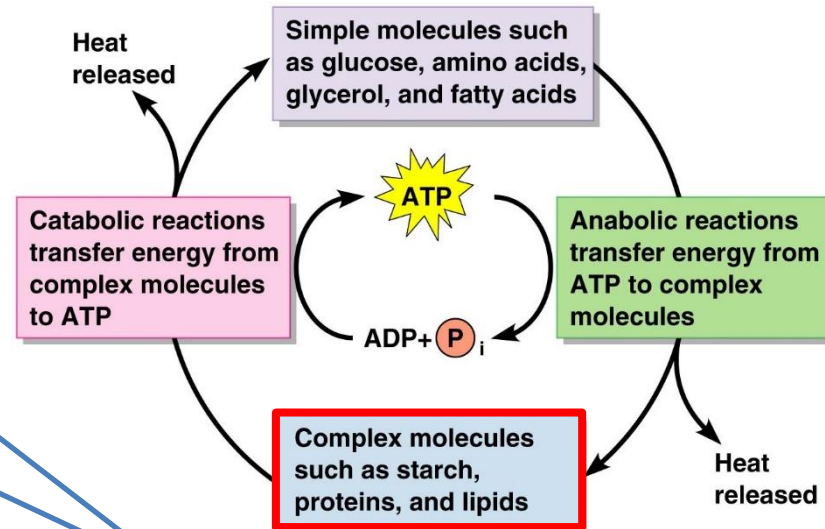 Heat
released
Simple molecules such
as glucose, amino acids,
glycerol, and fatty acids
ATP
Catabolic reactions
transfer energy from
complex molecules
to ATP
Anabolic reactions
transfer energy from
ATP to complex
molecules
ADP+ P i
Complex molecules
such as starch,
proteins, and lipids
Heat
released